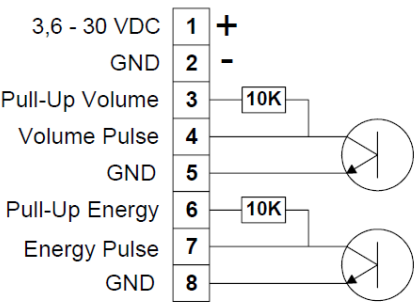 3,6 - 30 VDC 1 +
GND 2 -
Pull-Up Volume 3 10K
Volume Pulse 4
GND 5
Pull-Up Energy 6 10K
Energy Pulse 7
GND 8